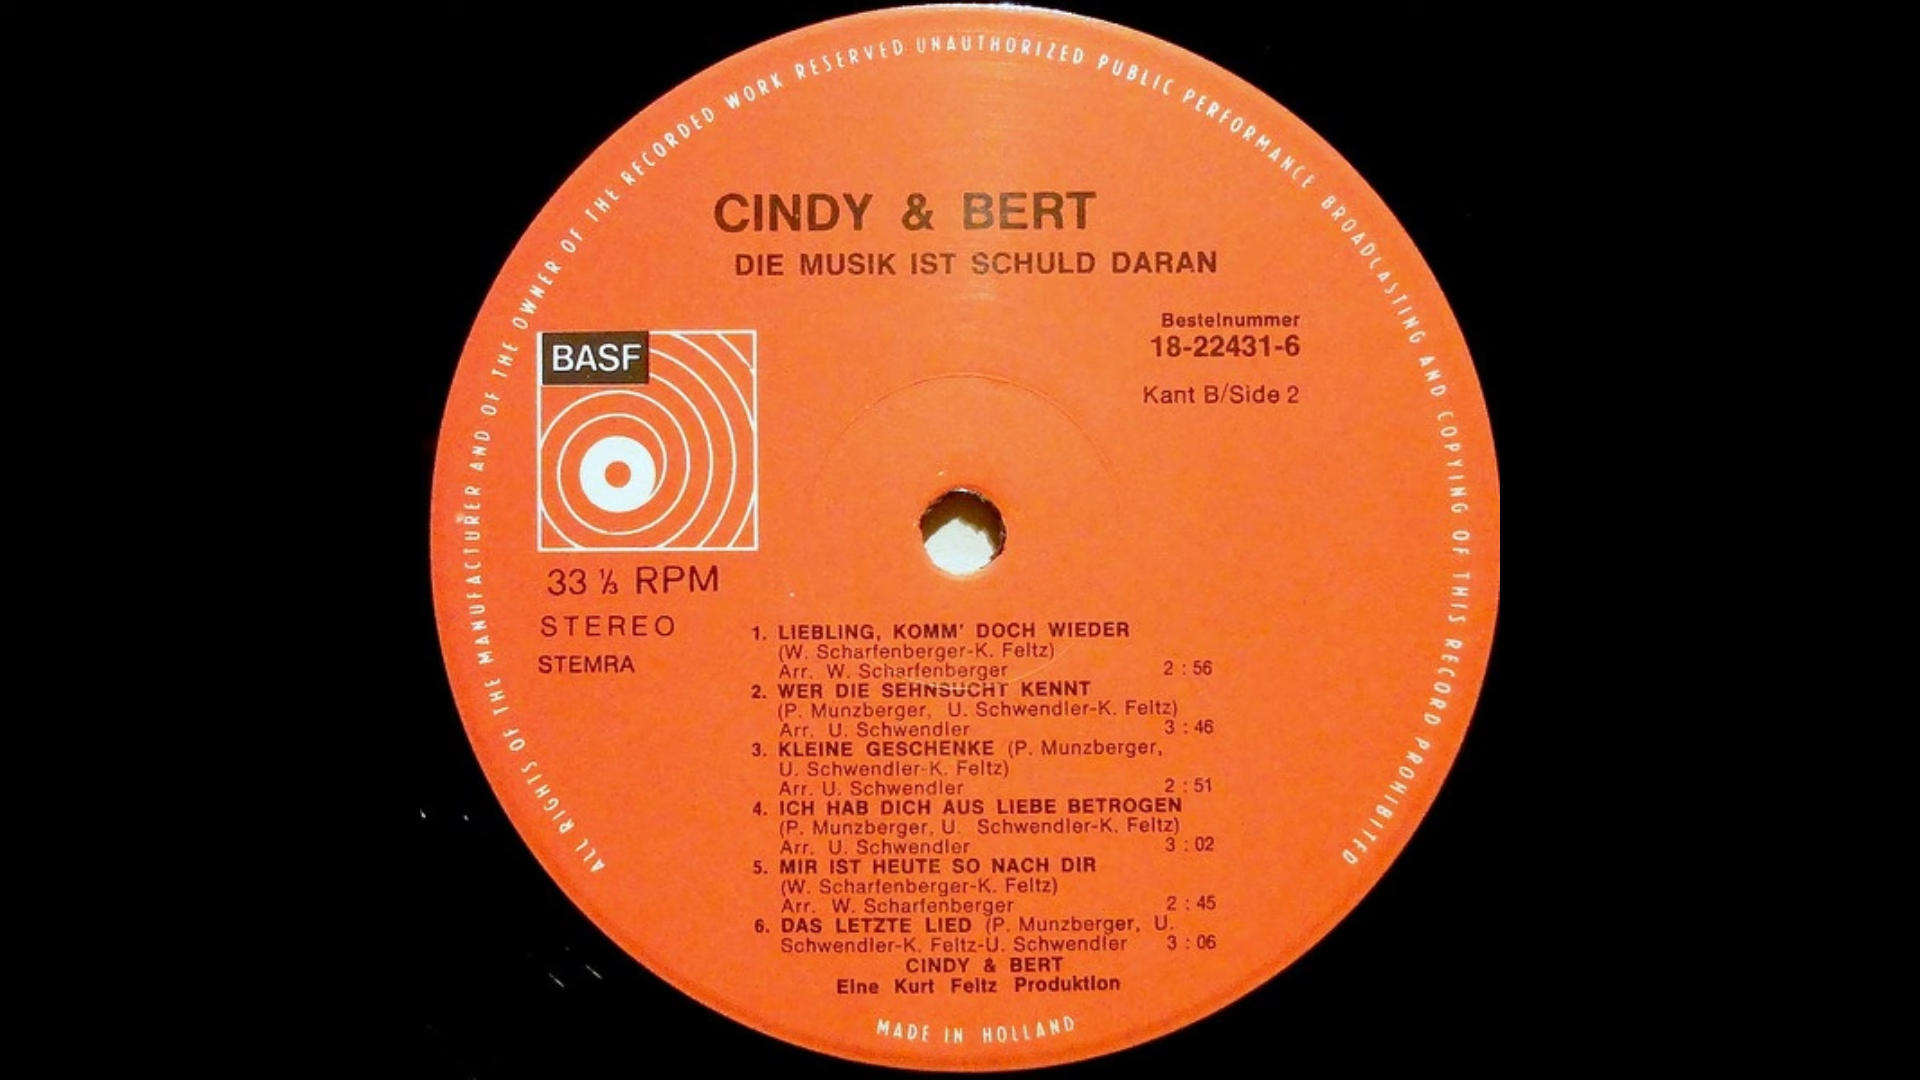 ALL RIGHTS OF THE MANUFACTURER AND OF THE OWNER OF THE RECORDED WORK RESERVED UNAUTHORIZED PUBLIC PERFORMANCE BROADCASTING AND COPYING OF THIS RECORD PROHIBITED
CINDY & BERT
DIE MUSIK IST SCHULD DARAN
Bestelnummer
18-22431-6
Kant B/Side 2
BASF
33 ⅓ RPM
STEREO
STEMRA
1. LIEBLING, KOMM' DOCH WIEDER
(W. Scharfenberger-K. Feltz)
Arr. W. Scharfenberger 2 : 56
2. WER DIE SEHNSUCHT KENNT
(P. Munzberger, U. Schwendler-K. Feltz)
Arr. U. Schwendler 3 : 46
3. KLEINE GESCHENKE (P. Munzberger,
U. Schwendler-K. Feltz)
Arr. U. Schwendler 2 : 51
4. ICH HAB DICH AUS LIEBE BETROGEN
(P. Munzberger, U. Schwendler-K. Feltz)
Arr. U. Schwendler 3 : 02
5. MIR IST HEUTE SO NACH DIR
(W. Scharfenberger-K. Feltz)
Arr. W. Scharfenberger 2 : 45
6. DAS LETZTE LIED (P. Munzberger, U.
Schwendler-K. Feltz-U. Schwendler 3 : 06
CINDY & BERT
Eine Kurt Feltz Produktion
MADE IN HOLLAND